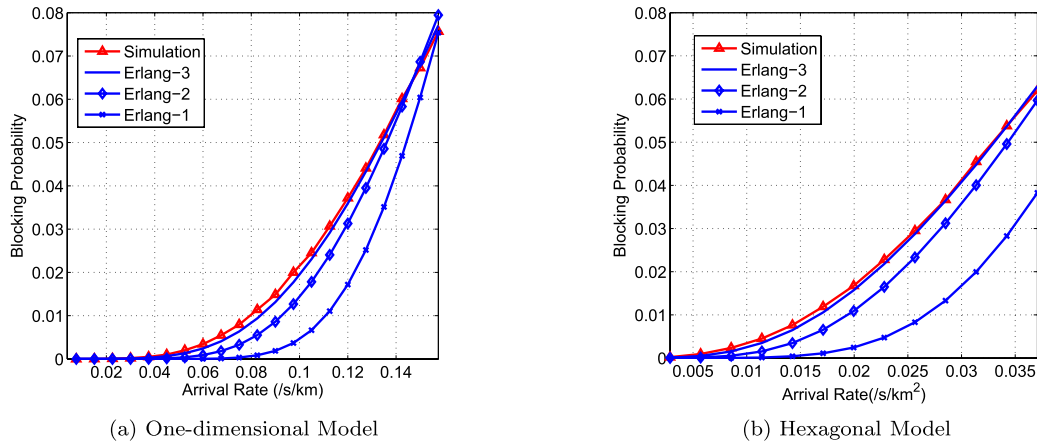 0.08
0.07
0.06
0.05
0.04
0.03
0.02
0.01
0
Blocking Probability
Simulation
Erlang−3
Erlang−2
Erlang−1
0.02 0.04 0.06 0.08 0.1 0.12 0.14
Arrival Rate (/s/km)
(a) One-dimensional Model
0.08
0.07
0.06
0.05
0.04
0.03
0.02
0.01
0
Blocking Probability
Simulation
Erlang−3
Erlang−2
Erlang−1
0.005 0.01 0.015 0.02 0.025 0.03 0.035
Arrival Rate(/s/km²)
(b) Hexagonal Model